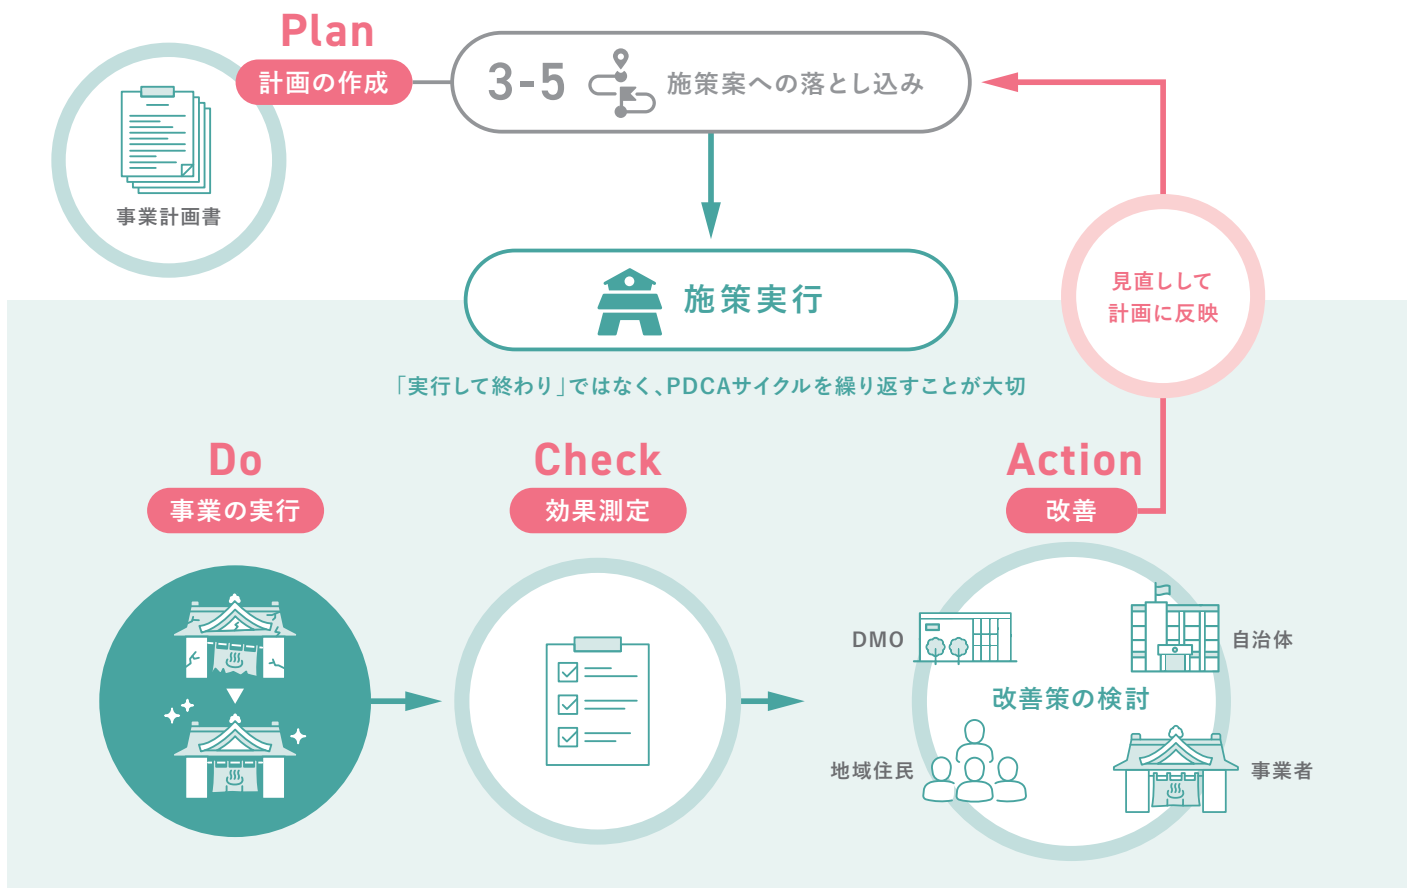 Plan
計画の作成
事業計画書
3-5 施策案への落とし込み
施策実行
見直しして
計画に反映
「実行して終わり」ではなく、PDCAサイクルを繰り返すことが大切
Do
事業の実行
Check
効果測定
Action
改善
DMO
自治体
改善策の検討
地域住民
事業者